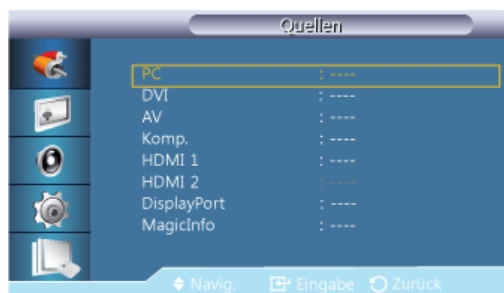 Quellen
PC : ----
DVI : ----
AV : ----
Komp. : ----
HDMI 1 : ----
HDMI 2 : ----
DisplayPort : ----
MagicInfo : ----
Navig. Eingabe Zurück